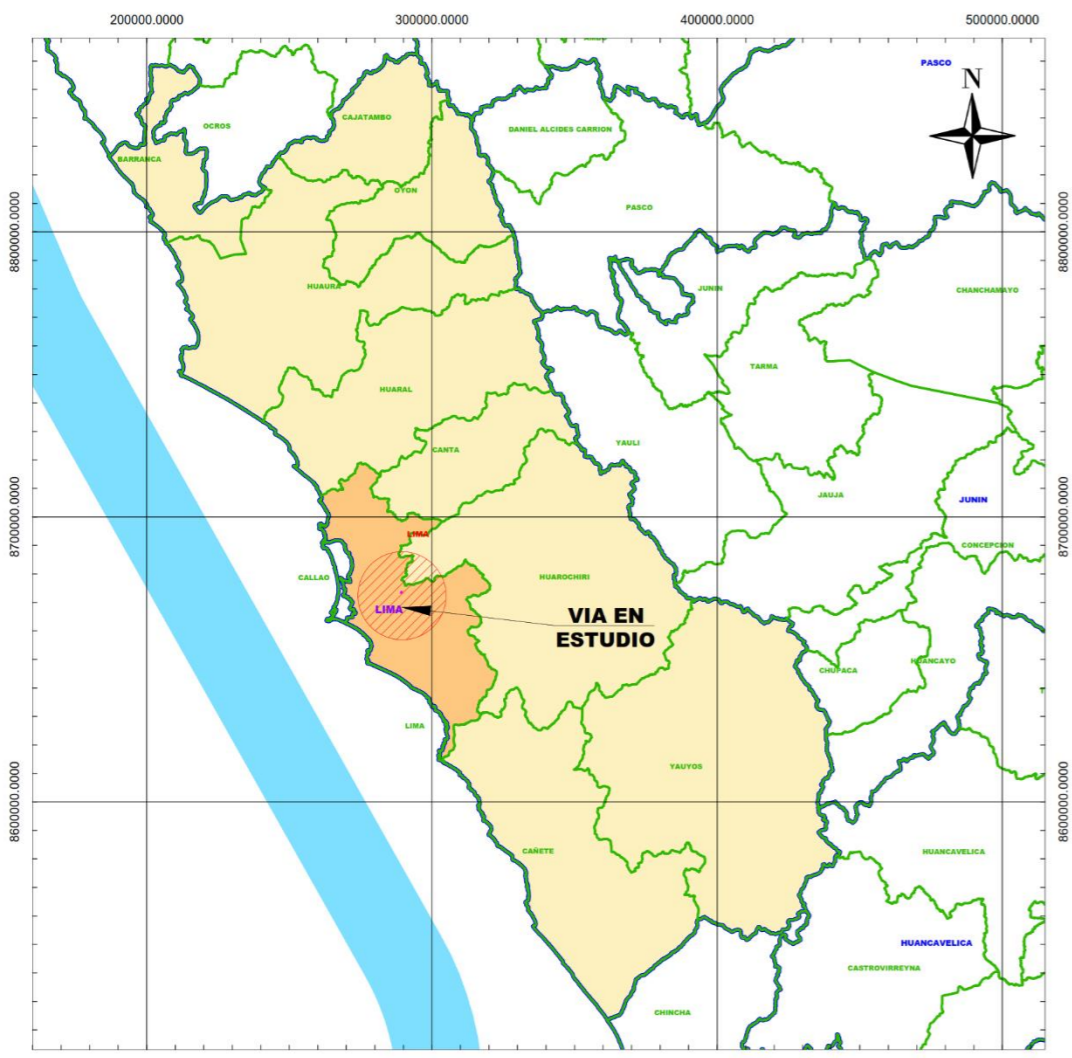 200000.0000
300000.0000
400000.0000
500000.0000
PASCO
N
CAJATAMBO
OCROS
DANIEL ALCIDES CARRION
BARRANCA
OYON
PASCO
8800000.0000
8800000.0000
HUAURA
JUNIN
CHANCHAMAYO
TARMA
HUARAL
YAULI
CANTA
JAUJA
JUNIN
8700000.0000
8700000.0000
LIMA
CONCEPCION
CALLAO
HUAROCHIRI
LIMA
VIA EN
ESTUDIO
HUANCAYO
CHUPACA
LIMA
YAUYOS
8600000.0000
8600000.0000
CAÑETE
HUANCAVELICA
HUANCAVELICA
CASTROVIRREYNA
CHINCHA